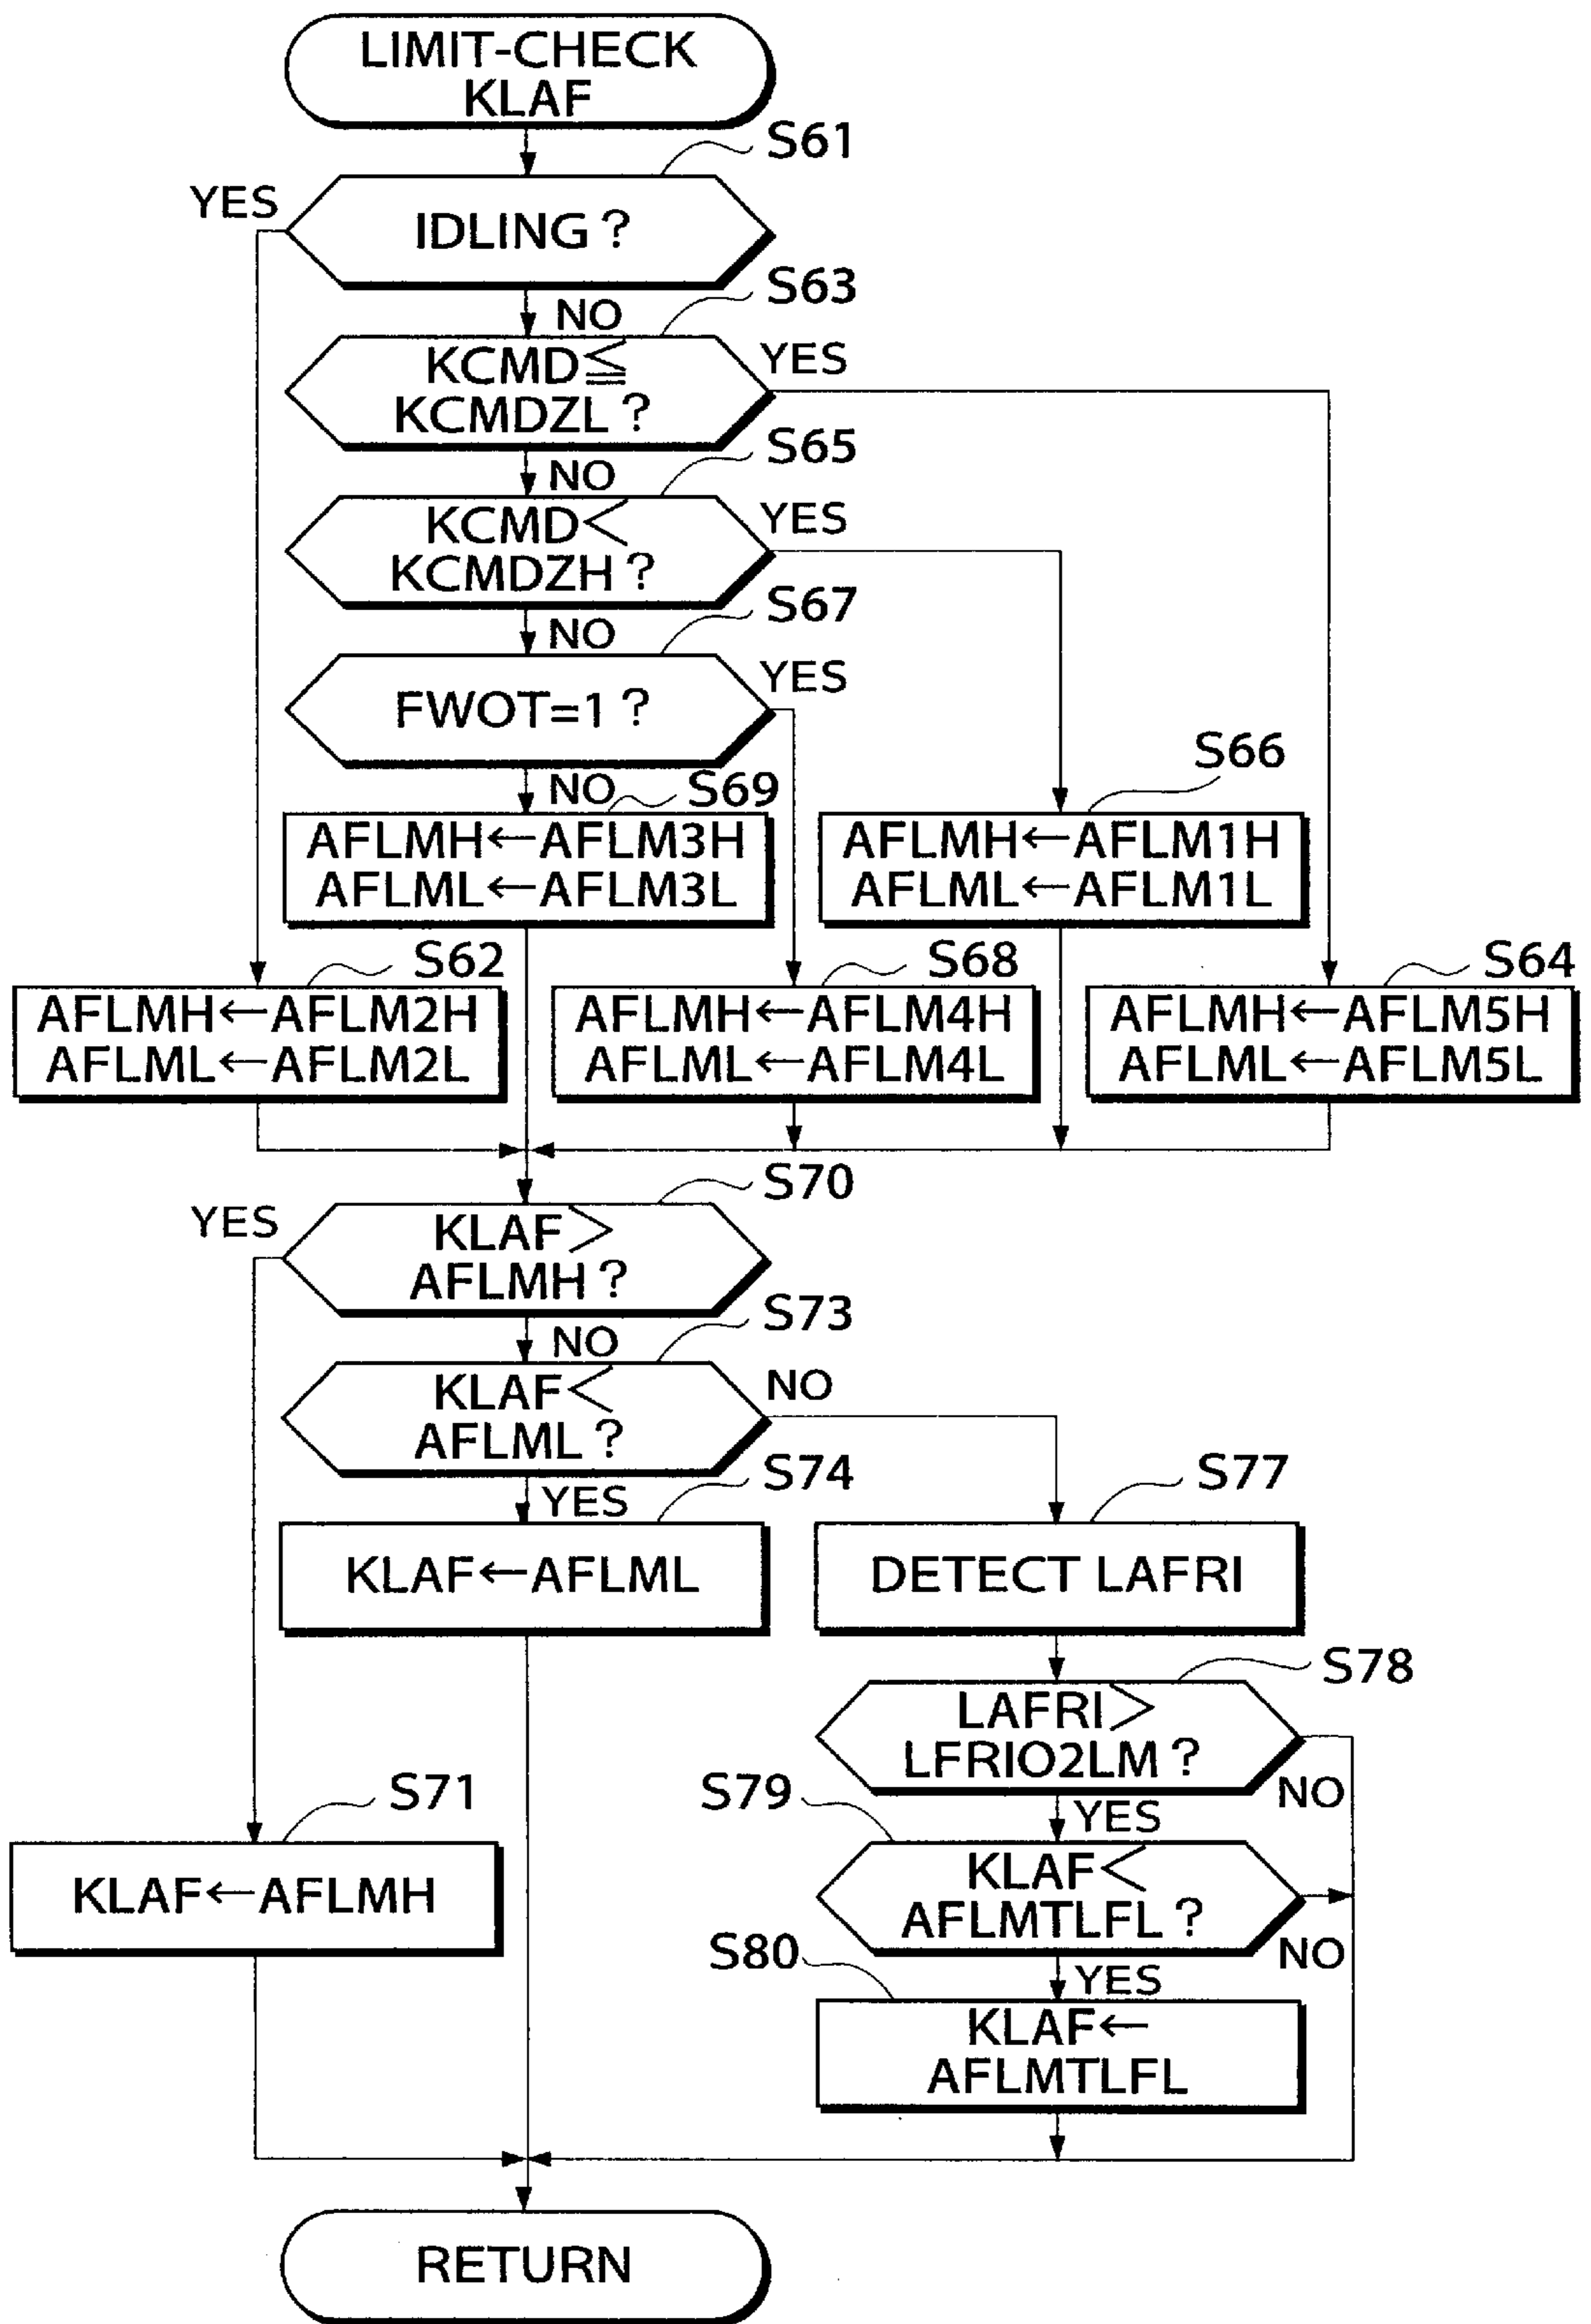 LIMIT-CHECK
KLAF
S61
YES
IDLING ?
S63
NO
KCMD≦
KCMDZL ?
YES
S65
NO
KCMD<
KCMDZH ?
YES
S67
NO
FWOT=1 ?
YES
S66
NO
S69
AFLMH←AFLM3H
AFLML←AFLM3L
AFLMH←AFLM1H
AFLML←AFLM1L
S62
S68
S64
AFLMH←AFLM2H
AFLML←AFLM2L
AFLMH←AFLM4H
AFLML←AFLM4L
AFLMH←AFLM5H
AFLML←AFLM5L
S70
YES
KLAF>
AFLMH ?
S73
NO
KLAF<
AFLML ?
NO
S74
S77
YES
KLAF←AFLML
DETECT LAFRI
S78
LAFRI>
LFRIO2LM ?
S71
S79
NO
YES
KLAF←AFLMH
KLAF<
AFLMTLFL ?
S80
NO
YES
KLAF←
AFLMTLFL
RETURN